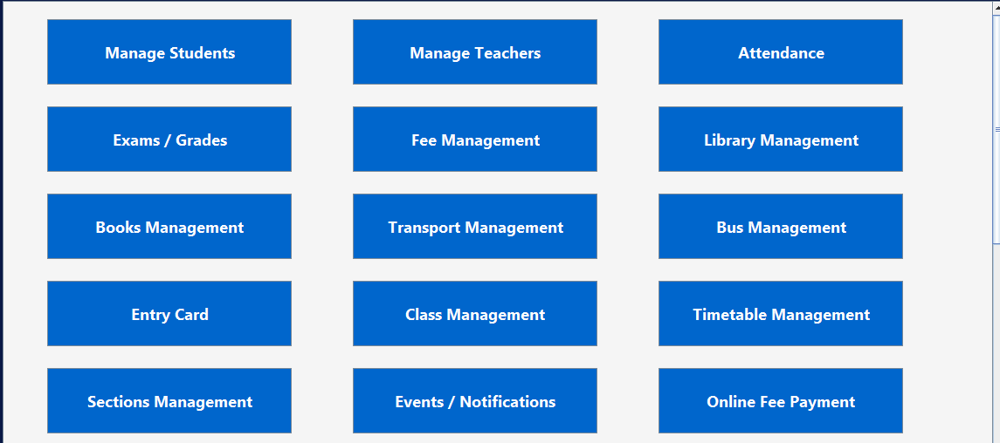 Manage Students
Manage Teachers
Attendance
Exams / Grades
Fee Management
Library Management
Books Management
Transport Management
Bus Management
Entry Card
Class Management
Timetable Management
Sections Management
Events / Notifications
Online Fee Payment